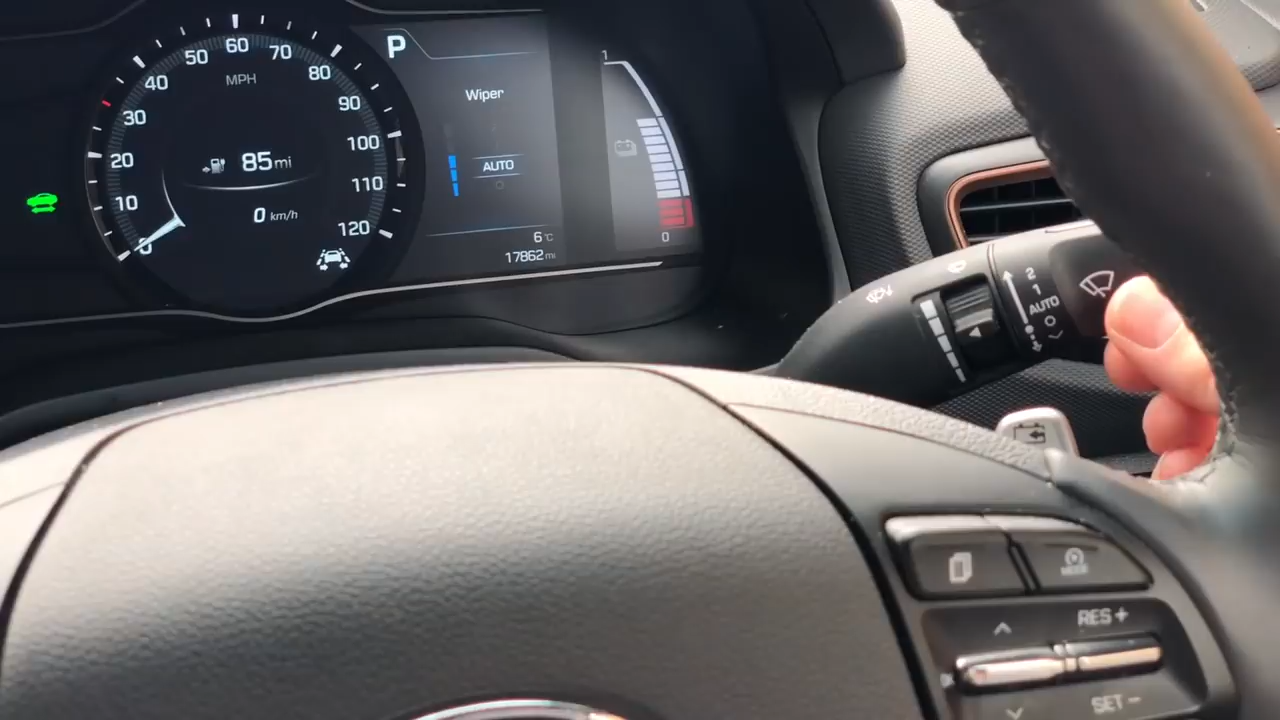 10
20
30
40
50
60
70
80
90
100
110
120
0
MPH
85mi
0 km/h
P
Wiper
AUTO
6°C
17862mi
1
0
2
1
AUTO
O
MODE
RES +
SET −